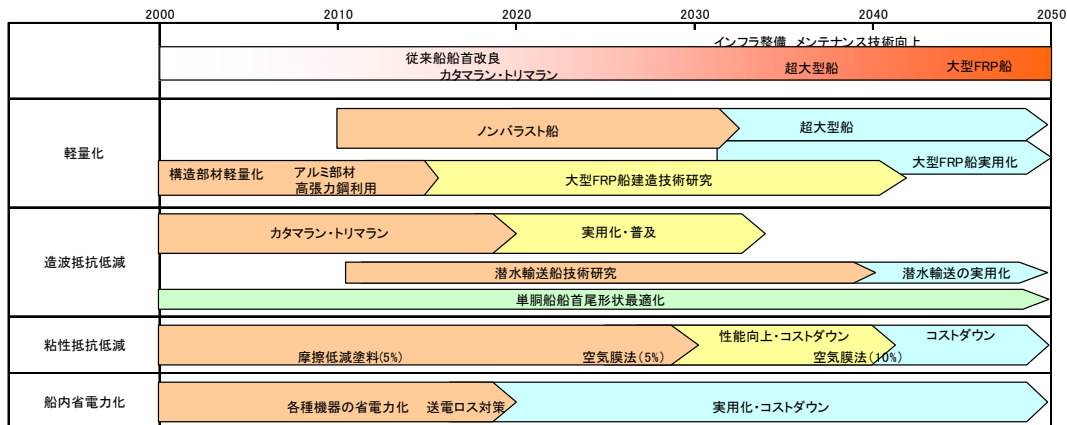 2000 2010 2020 2030 2040 2050
インフラ整備 メンテナンス技術向上
従来船船首改良
カタマラン・トリマラン
超大型船
大型FRP船
軽量化
ノンバラスト船
超大型船
大型FRP船実用化
構造部材軽量化 アルミ部材
高張力鋼利用
大型FRP船建造技術研究
造波抵抗低減
カタマラン・トリマラン
実用化・普及
潜水輸送船技術研究
潜水輸送の実用化
単胴船船首尾形状最適化
粘性抵抗低減
摩擦低減塗料(5%)
空気膜法(5%)
性能向上・コストダウン
空気膜法(10%)
コストダウン
船内省電力化
各種機器の省電力化 送電ロス対策
実用化・コストダウン